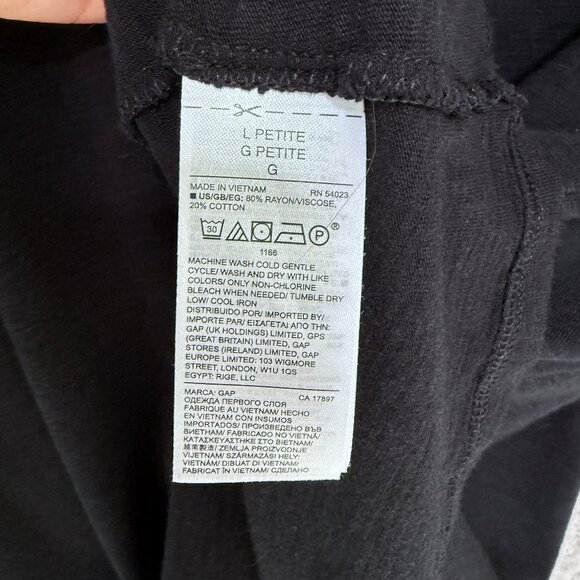 L PETITE
G PETITE
G
MADE IN VIETNAM RN 54023
■ US/GB/EG: 80% RAYON/VISCOSE,
20% COTTON
30 P ®
1166
MACHINE WASH COLD GENTLE
CYCLE/ WASH AND DRY WITH LIKE
COLORS/ ONLY NON-CHLORINE
BLEACH WHEN NEEDED/ TUMBLE DRY
LOW/ COOL IRON
DISTRIBUIDO POR/ IMPORTED BY/
IMPORTE PAR/ ΕΙΣΑΓΕΤΑΙ ΑΠΟ ΤΗΝ:
GAP (UK HOLDINGS) LIMITED, GPS
(GREAT BRITAIN) LIMITED, GAP
STORES (IRELAND) LIMITED, GAP
EUROPE LIMITED: 103 WIGMORE
STREET, LONDON, W1U 1QS
EGYPT: RIGE, LLC
MARCA: GAP CA 17897
ОДЕЖДА ПЕРВОГО СЛОЯ
FABRIQUE AU VIETNAM/ HECHO
EN VIETNAM CON INSUMOS
IMPORTADOS/ ПРОИЗВЕДЕНО ВЪВ
ВИЕТНАМ/ FABRICADO NO VIETNÃ/
ΚΑΤΑΣΚΕΥΑΣΤΗΚΕ ΣΤΟ ΒΙΕΤΝΑΜ/
越南製造/ ZEMLJA PROIZVODNJE
VIJETNAM/ SZÁRMAZÁSI HELY:
VIETNÁM/ DIBUAT DI VIETNAM/
FABRICAT ÎN VIETNAM/ СДЕЛАНО